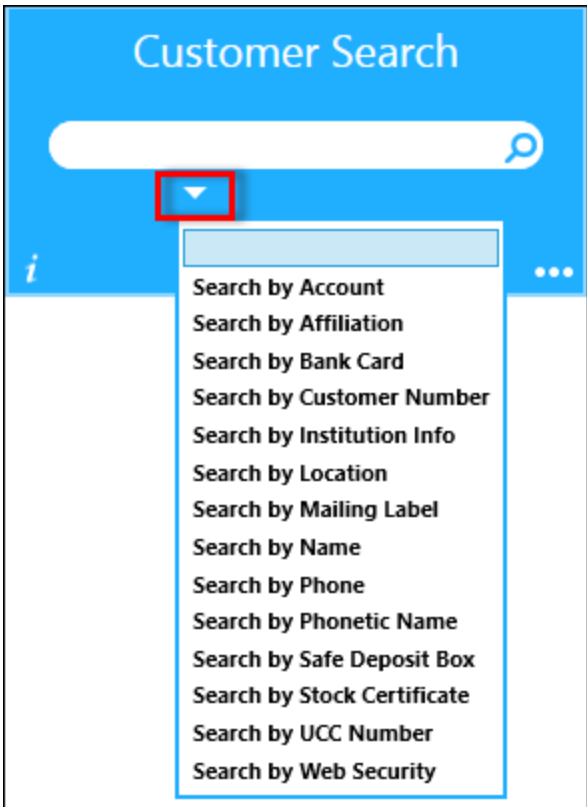 Customer Search
i
Search by Account
Search by Affiliation
Search by Bank Card
Search by Customer Number
Search by Institution Info
Search by Location
Search by Mailing Label
Search by Name
Search by Phone
Search by Phonetic Name
Search by Safe Deposit Box
Search by Stock Certificate
Search by UCC Number
Search by Web Security